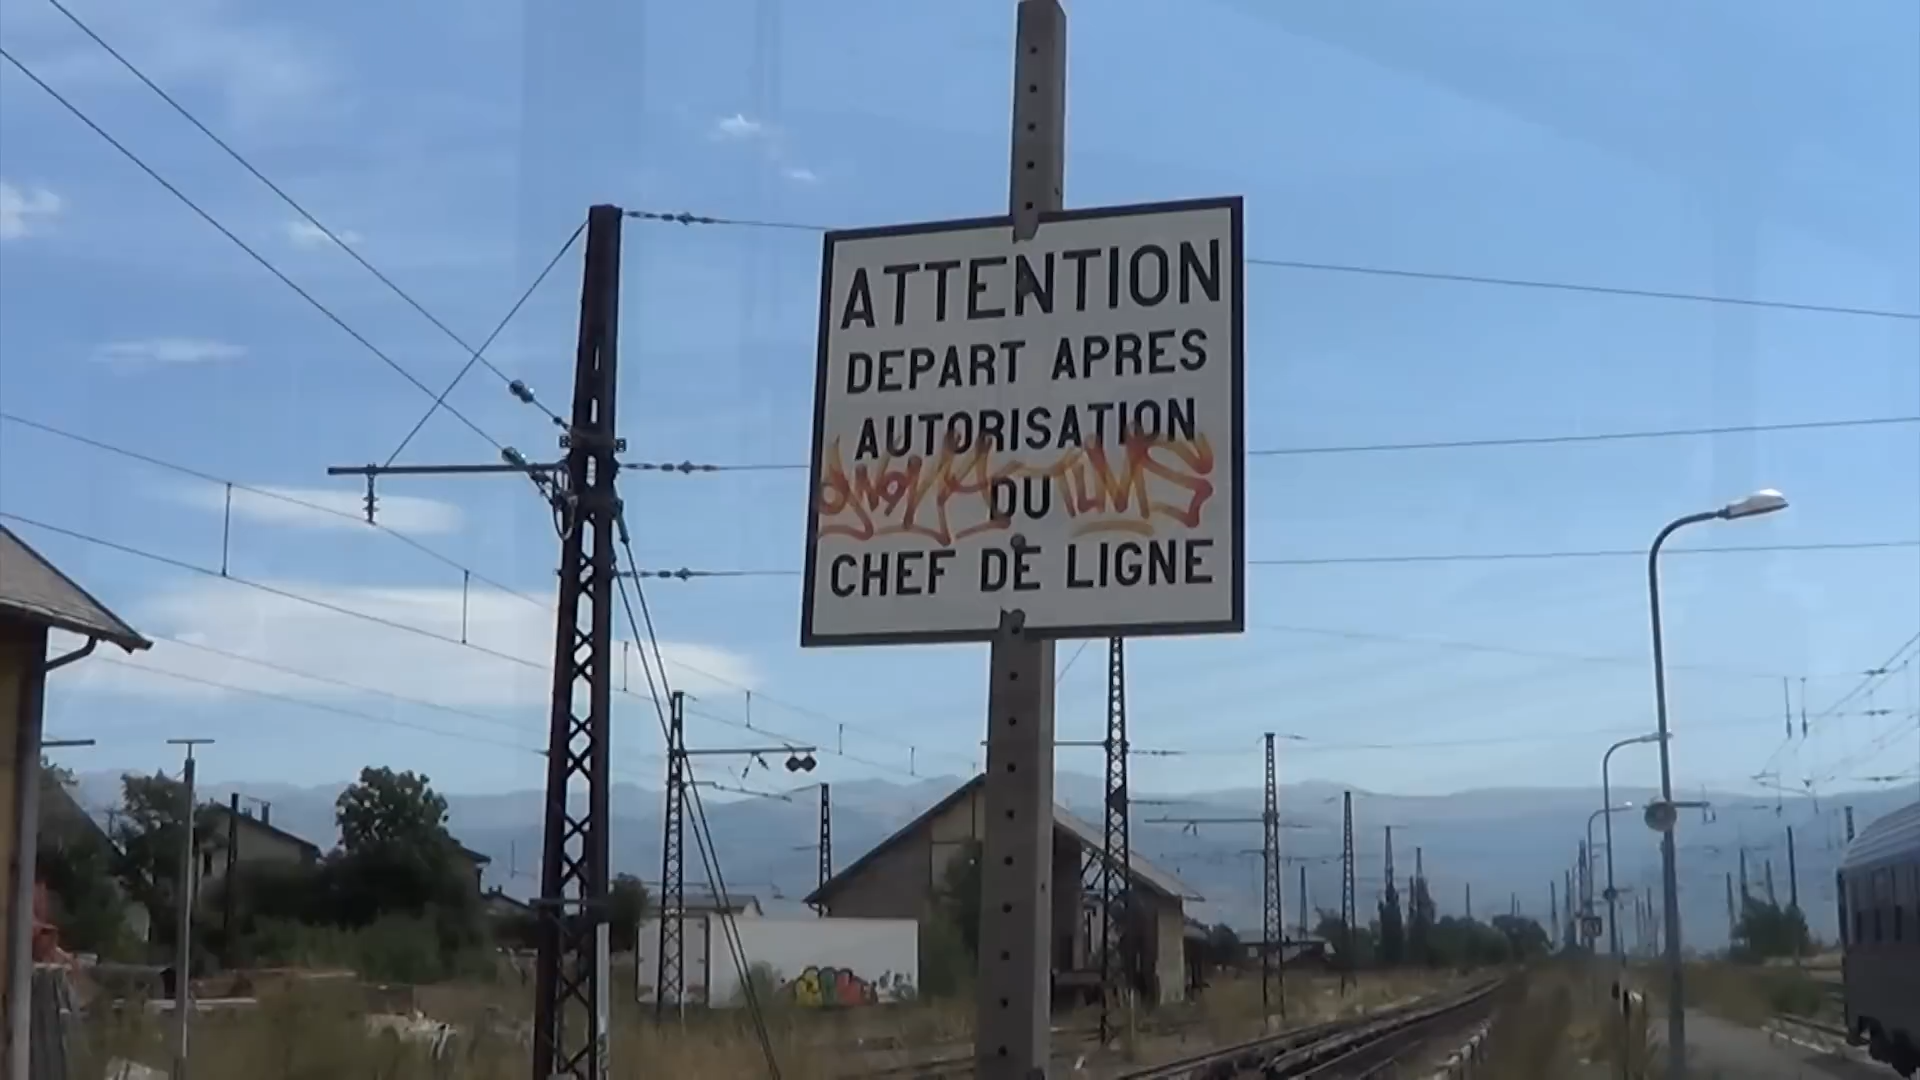 ATTENTION
DEPART APRES
AUTORISATION
DU
CHEF DE LIGNE